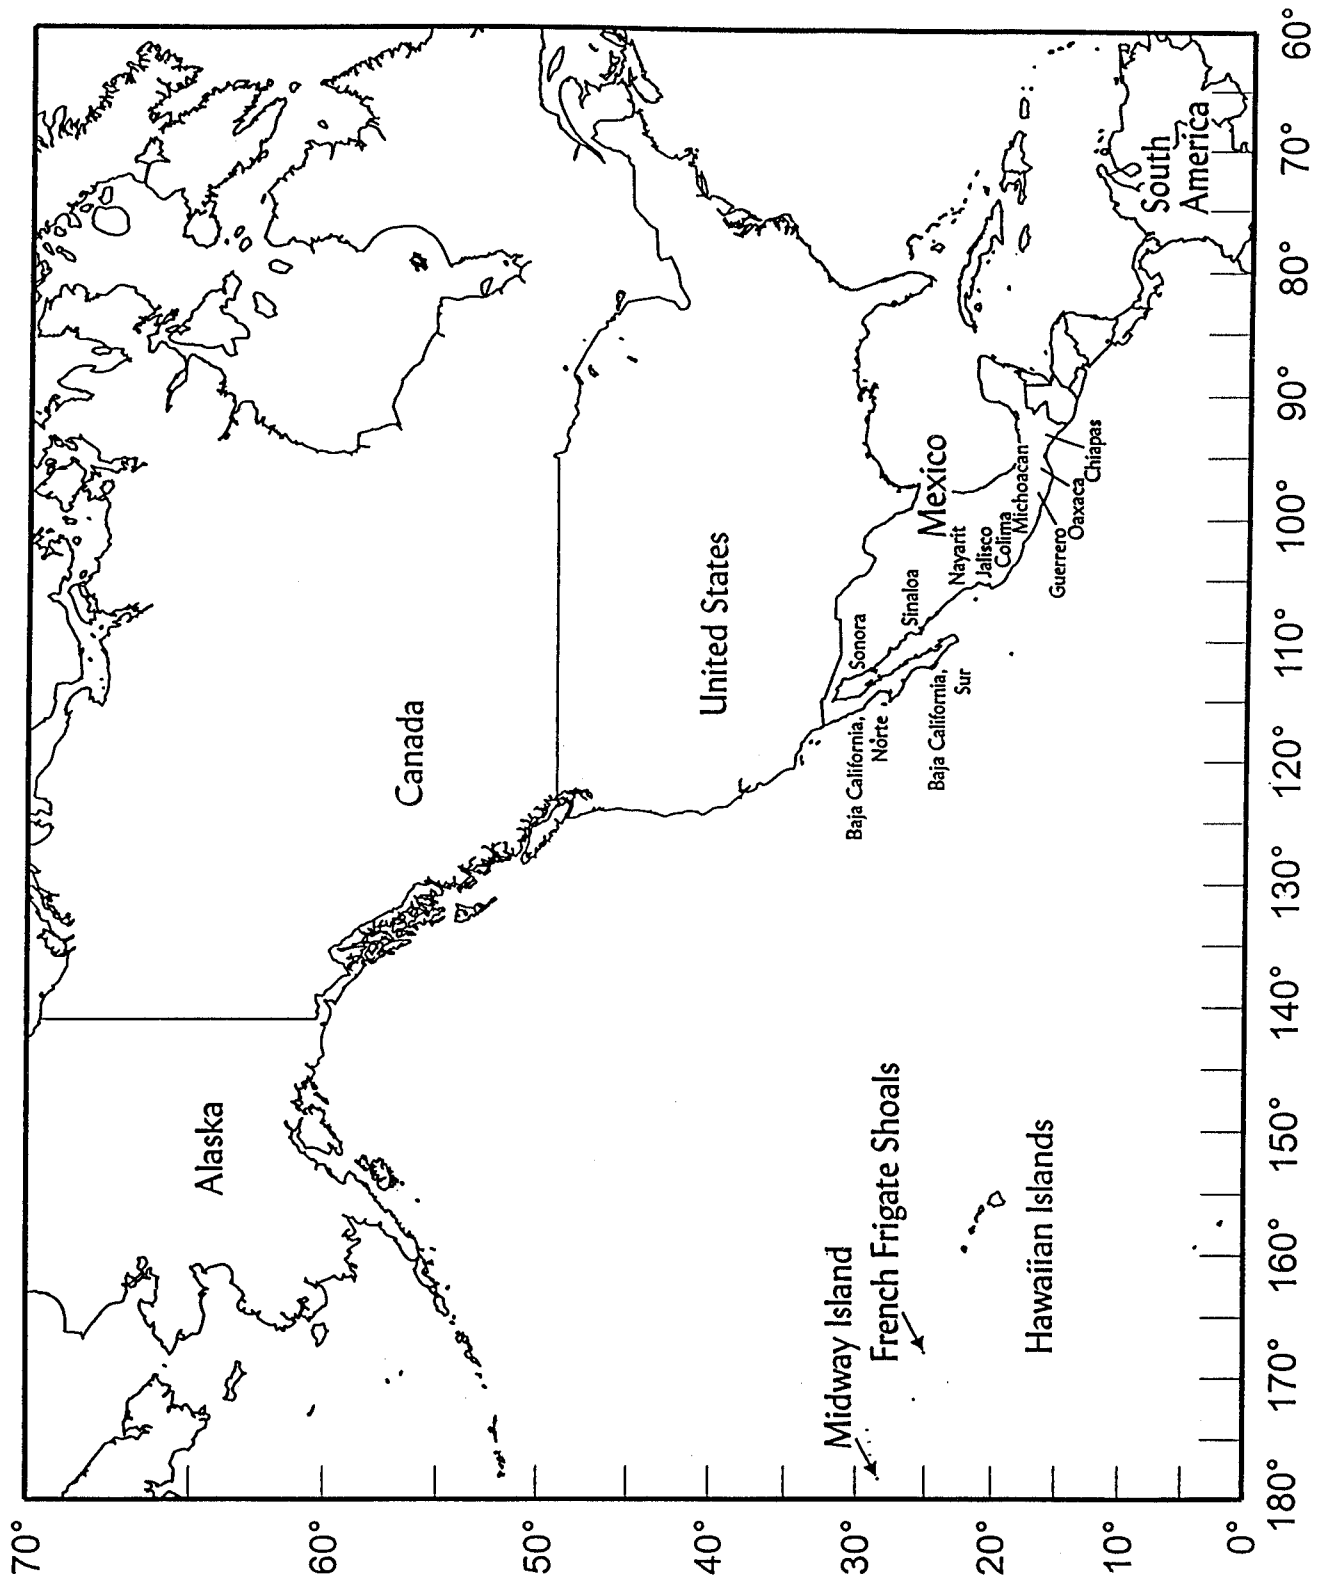 70°
60°
50°
40°
30°
20°
10°
0°
Alaska
Canada
United States
Mexico
South
America
Baja California,
Norte
Baja California,
Sur
Sonora
Sinaloa
Nayarit
Jalisco
Colima
Michoacan
Guerrero
Oaxaca
Chiapas
Midway Island
French Frigate Shoals
Hawaiian Islands
180°
170°
160°
150°
140°
130°
120°
110°
100°
90°
80°
70°
60°